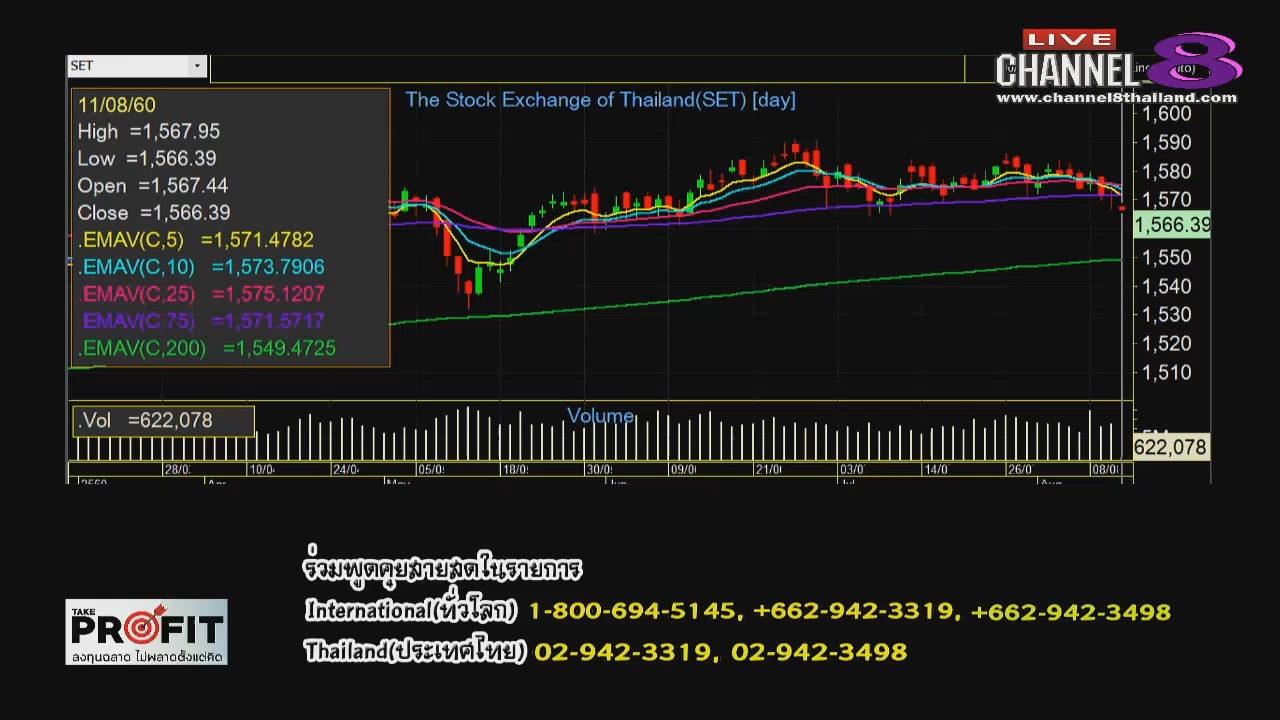 LIVE
CHANNEL 8
www.channel8thailand.com
SET
The Stock Exchange of Thailand(SET) [day]
11/08/60
High =1,567.95
Low =1,566.39
Open =1,567.44
Close =1,566.39
.EMAV(C,5) =1,571.4782
.EMAV(C,10) =1,573.7906
.EMAV(C,25) =1,575.1207
.EMAV(C,75) =1,571.5717
.EMAV(C,200) =1,549.4725
1,600
1,590
1,580
1,570
1,566.39
1,550
1,540
1,530
1,520
1,510
.Vol =622,078
Volume
622,078
28/0 10/0 24/0 05/0 18/0 30/0 09/0 21/0 03/0 14/0 26/0 08/0
2560 Apr May Jun Jul Aug
ร่วมพูดคุยสายสดในรายการ
International(ทั่วโลก) 1-800-694-5145, +662-942-3319, +662-942-3498
Thailand(ประเทศไทย) 02-942-3319, 02-942-3498
TAKE
PROFIT
ลงทุนฉลาด ไม่พลาดตั้งแต่คิด